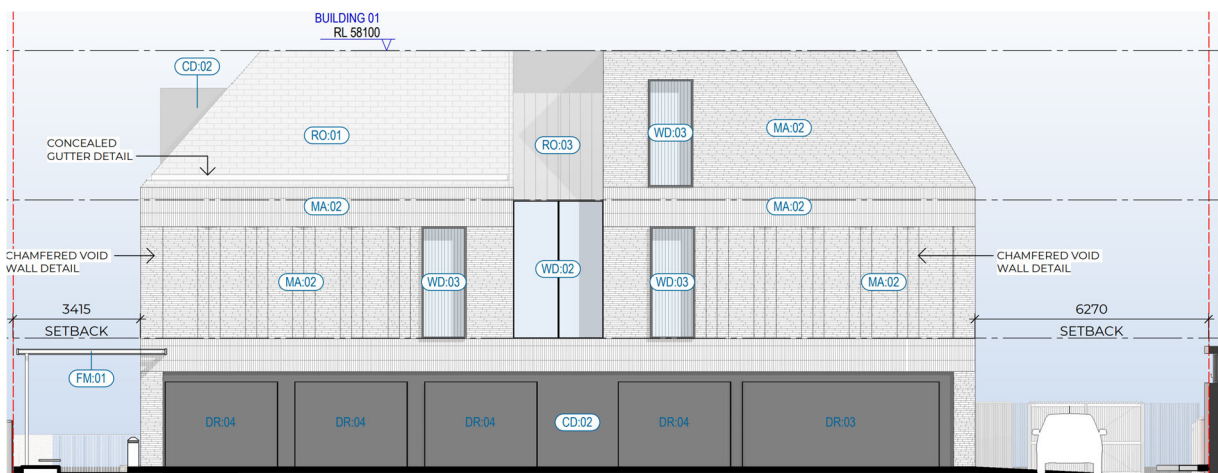 BUILDING 01
RL 58100
CD:02
CONCEALED
GUTTER DETAIL
RO:01
RO:03
WD:03
MA:02
MA:02
MA:02
CHAMFERED VOID
WALL DETAIL
MA:02
WD:03
WD:02
WD:03
MA:02
CHAMFERED VOID
WALL DETAIL
3415
SETBACK
6270
SETBACK
FM:01
DR:04
DR:04
DR:04
CD:02
DR:04
DR:03